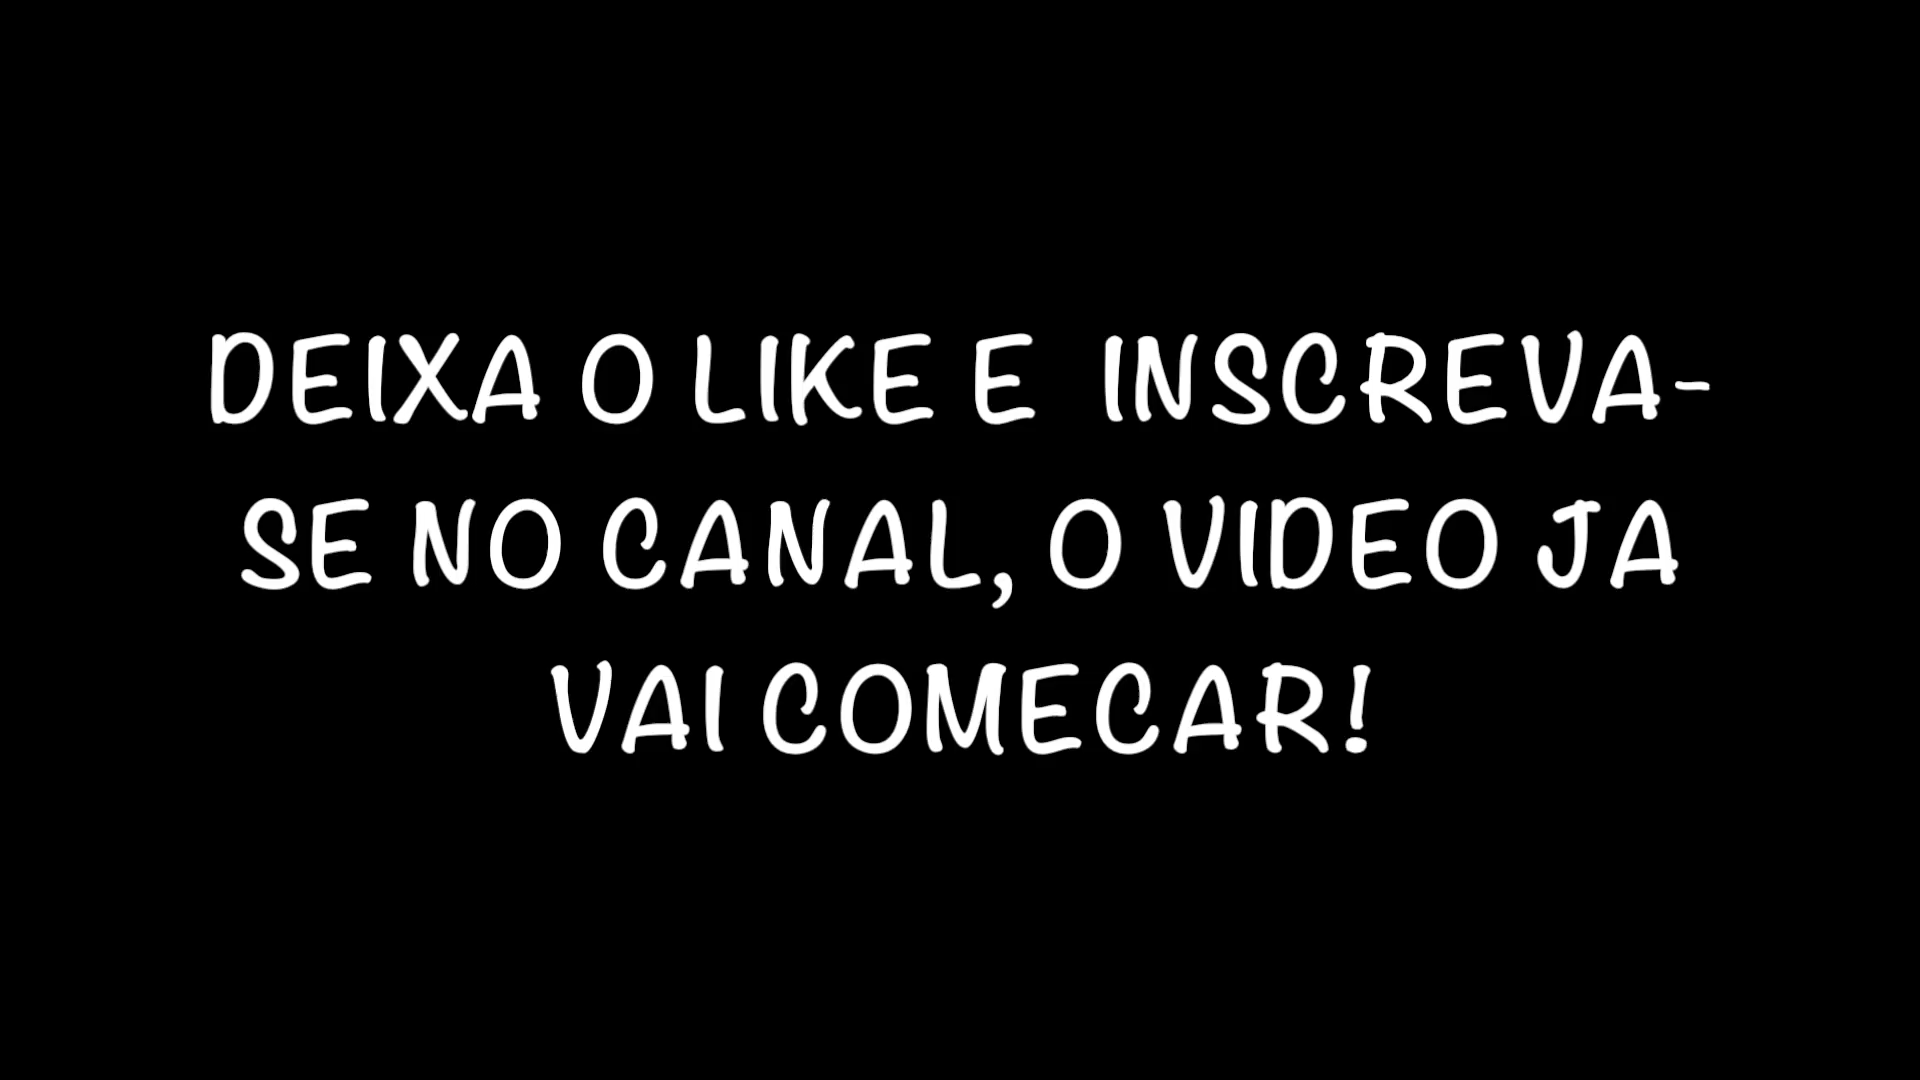 DEIXA O LIKE E  INSCREVA-
SE NO CANAL, O VIDEO JA
VAI COMECAR!